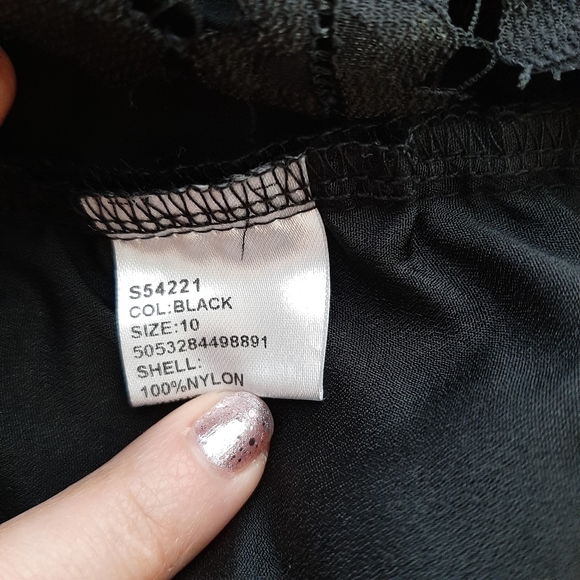 S54221
COL:BLACK
SIZE:10
5053284498891
SHELL:
100%NYLON